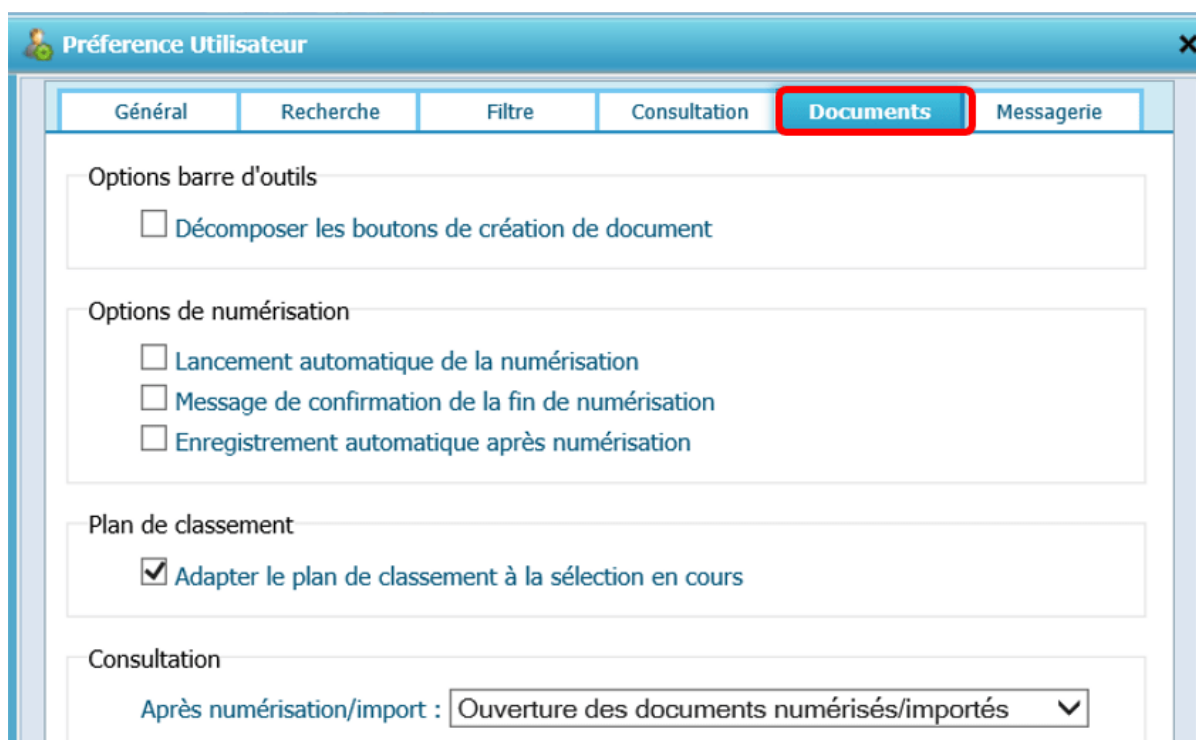 Préference Utilisateur
Général Recherche Filtre Consultation Documents Messagerie
Options barre d'outils
Décomposer les boutons de création de document
Options de numérisation
Lancement automatique de la numérisation
Message de confirmation de la fin de numérisation
Enregistrement automatique après numérisation
Plan de classement
Adapter le plan de classement à la sélection en cours
Consultation
Après numérisation/import : Ouverture des documents numérisés/importés